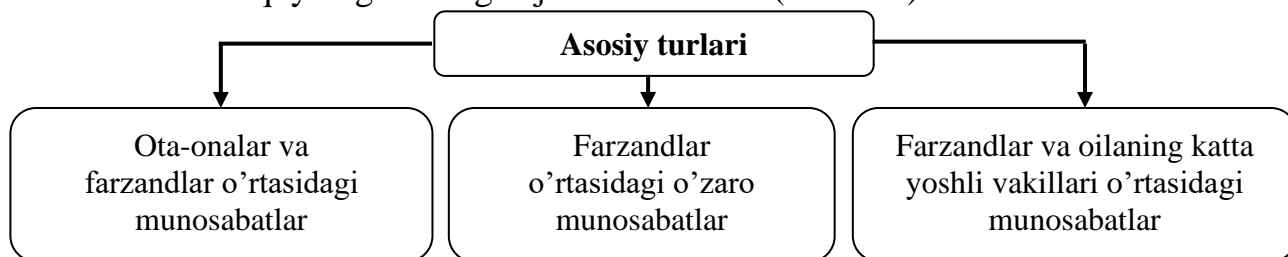 Asosiy turlari
Ota-onalar va
farzandlar o’rtasidagi
munosabatlar
Farzandlar
o’rtasidagi o’zaro
munosabatlar
Farzandlar va oilaning katta
yoshli vakillari o’rtasidagi
munosabatlar